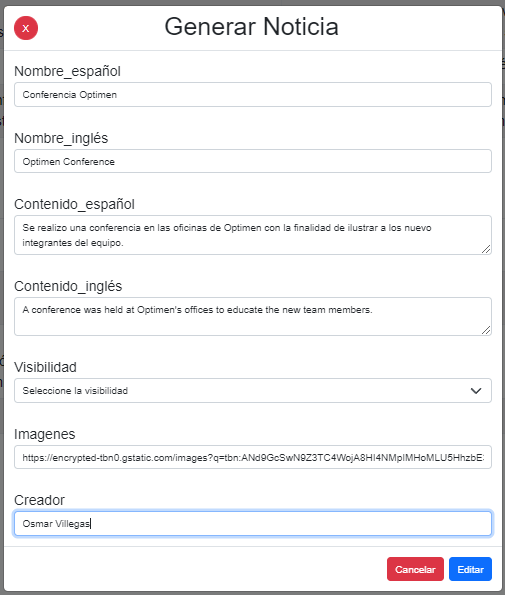 x
Generar Noticia
Nombre_español
Conferencia Optimen
Nombre_inglés
Optimen Conference
Contenido_español
Se realizo una conferencia en las oficinas de Optimen con la finalidad de ilustrar a los nuevo
integrantes del equipo.
Contenido_inglés
A conference was held at Optimen's offices to educate the new team members.
Visibilidad
Seleccione la visibilidad
Imagenes
https://encrypted-tbn0.gstatic.com/images?q=tbn:ANd9GcSwN9Z3TC4WojA8HI4NMpIMHoMLU5HhzbE
Creador
Osmar Villegas
Cancelar
Editar